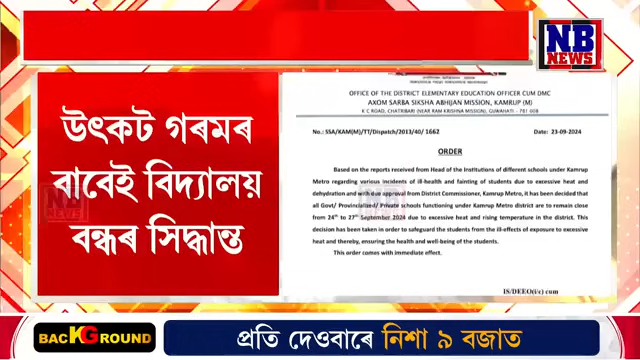 NB
NEWS
উৎকট গৰমৰ
বাবেই বিদ্যালয়
বন্ধৰ সিদ্ধান্ত
OFFICE OF THE DISTRICT ELEMENTARY EDUCATION OFFICER CUM DMC
AXOM SARBA SIKSHA ABHIJAN MISSION, KAMRUP (M)
K C ROAD, CHATRIBARI (NEAR RAM KRISHNA MISSION), GUWAHATI - 781 008
No.: SSA/KAM(M)/TT/Dispatch/2013/40/ 1662 Date: 23-09-2024
ORDER
Based on the reports received from Head of the Institutions of different schools under Kamrup
Metro regarding various incidents of ill-health and fainting of students due to excessive heat and
dehydration and with due approval from District Commissioner, Kamrup Metro, it has been decided that
all Govt/ Provincialized/ Private schools functioning under Kamrup Metro district are to remain close
from 24th to 27th September 2024 due to excessive heat and rising temperature in the district. This
decision has been taken in order to safeguard the students from the ill-effects of exposure to excessive
heat and thereby, ensuring the health and well-being of the students.
This order comes with immediate effect.
IS/DEEO(i/c) cum
NB
NEWS
NB
NEWS
BACKGROUND
প্ৰতি দেওবাৰে নিশা ৯ বজাত